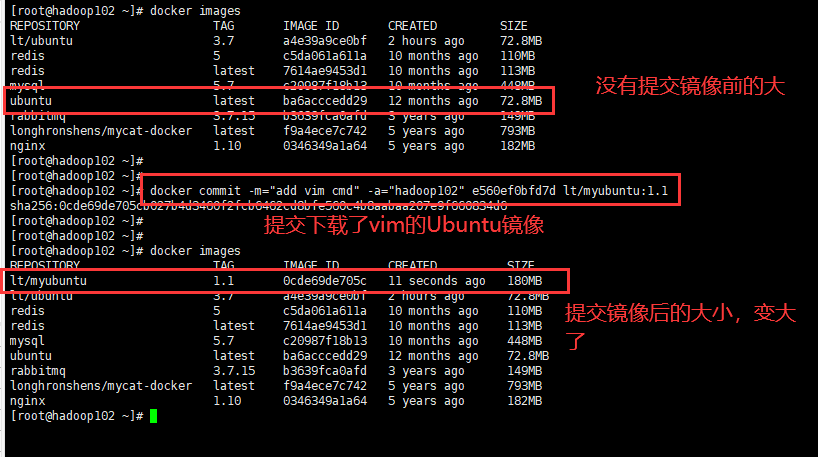 [root@hadoop102 ~]# docker images
REPOSITORY TAG IMAGE ID CREATED SIZE
lt/ubuntu 3.7 a4e39a9ce0bf 2 hours ago 72.8MB
redis 5 c5da061a611a 10 months ago 110MB
redis latest 7614ae9453d1 10 months ago 113MB
mysql 5.7 c20987f18b13 10 months ago 448MB
ubuntu latest ba6acccedd29 12 months ago 72.8MB
没有提交镜像前的大
rabbitmq 3.7.15 b3639fca0afd 3 years ago 149MB
longhronshens/mycat-docker latest f9a4ece7c742 5 years ago 793MB
nginx 1.10 0346349a1a64 5 years ago 182MB
[root@hadoop102 ~]#
[root@hadoop102 ~]#
[root@hadoop102 ~]# docker commit -m="add vim cmd" -a="hadoop102" e560ef0bfd7d lt/myubuntu:1.1
提交下载了vim的Ubuntu镜像
[root@hadoop102 ~]#
[root@hadoop102 ~]#
[root@hadoop102 ~]# docker images
REPOSITORY TAG IMAGE ID CREATED SIZE
lt/myubuntu 1.1 0cde69de705c 11 seconds ago 180MB
lt/ubuntu 3.7 a4e39a9ce0bf 2 hours ago 72.8MB
提交镜像后的大小，变大
了
redis 5 c5da061a611a 10 months ago 110MB
redis latest 7614ae9453d1 10 months ago 113MB
mysql 5.7 c20987f18b13 10 months ago 448MB
ubuntu latest ba6acccedd29 12 months ago 72.8MB
rabbitmq 3.7.15 b3639fca0afd 3 years ago 149MB
longhronshens/mycat-docker latest f9a4ece7c742 5 years ago 793MB
nginx 1.10 0346349a1a64 5 years ago 182MB
[root@hadoop102 ~]#